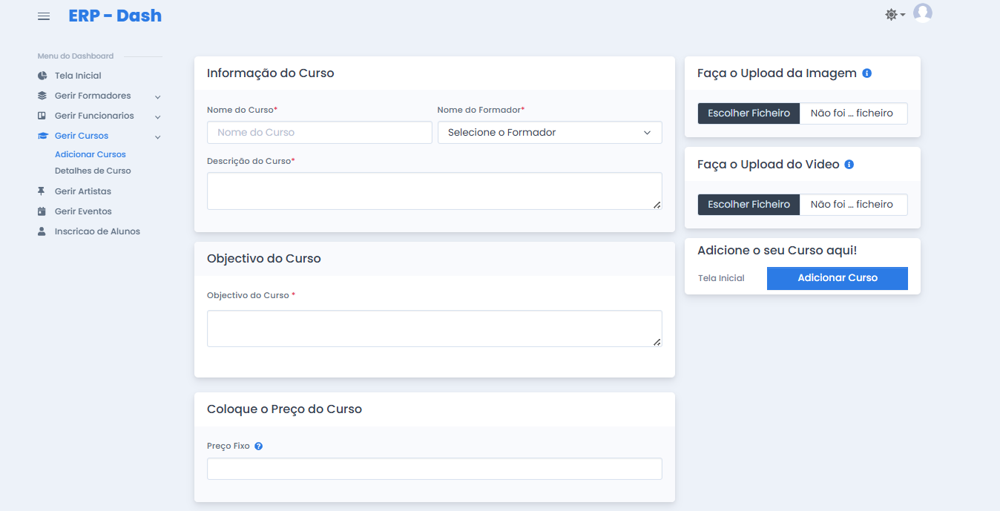 ERP - Dash
Menu do Dashboard
Tela Inicial
Gerir Formadores
Gerir Funcionarios
Gerir Cursos
Adicionar Cursos
Detalhes de Curso
Gerir Artistas
Gerir Eventos
Inscricao de Alunos
Informação do Curso
Nome do Curso*
Nome do Formador*
Nome do Curso
Selecione o Formador
Descrição do Curso*
Objectivo do Curso
Objectivo do Curso *
Coloque o Preço do Curso
Preço Fixo
Faça o Upload da Imagem
Escolher Ficheiro
Não foi ... ficheiro
Faça o Upload do Video
Escolher Ficheiro
Não foi ... ficheiro
Adicione o seu Curso aqui!
Tela Inicial
Adicionar Curso